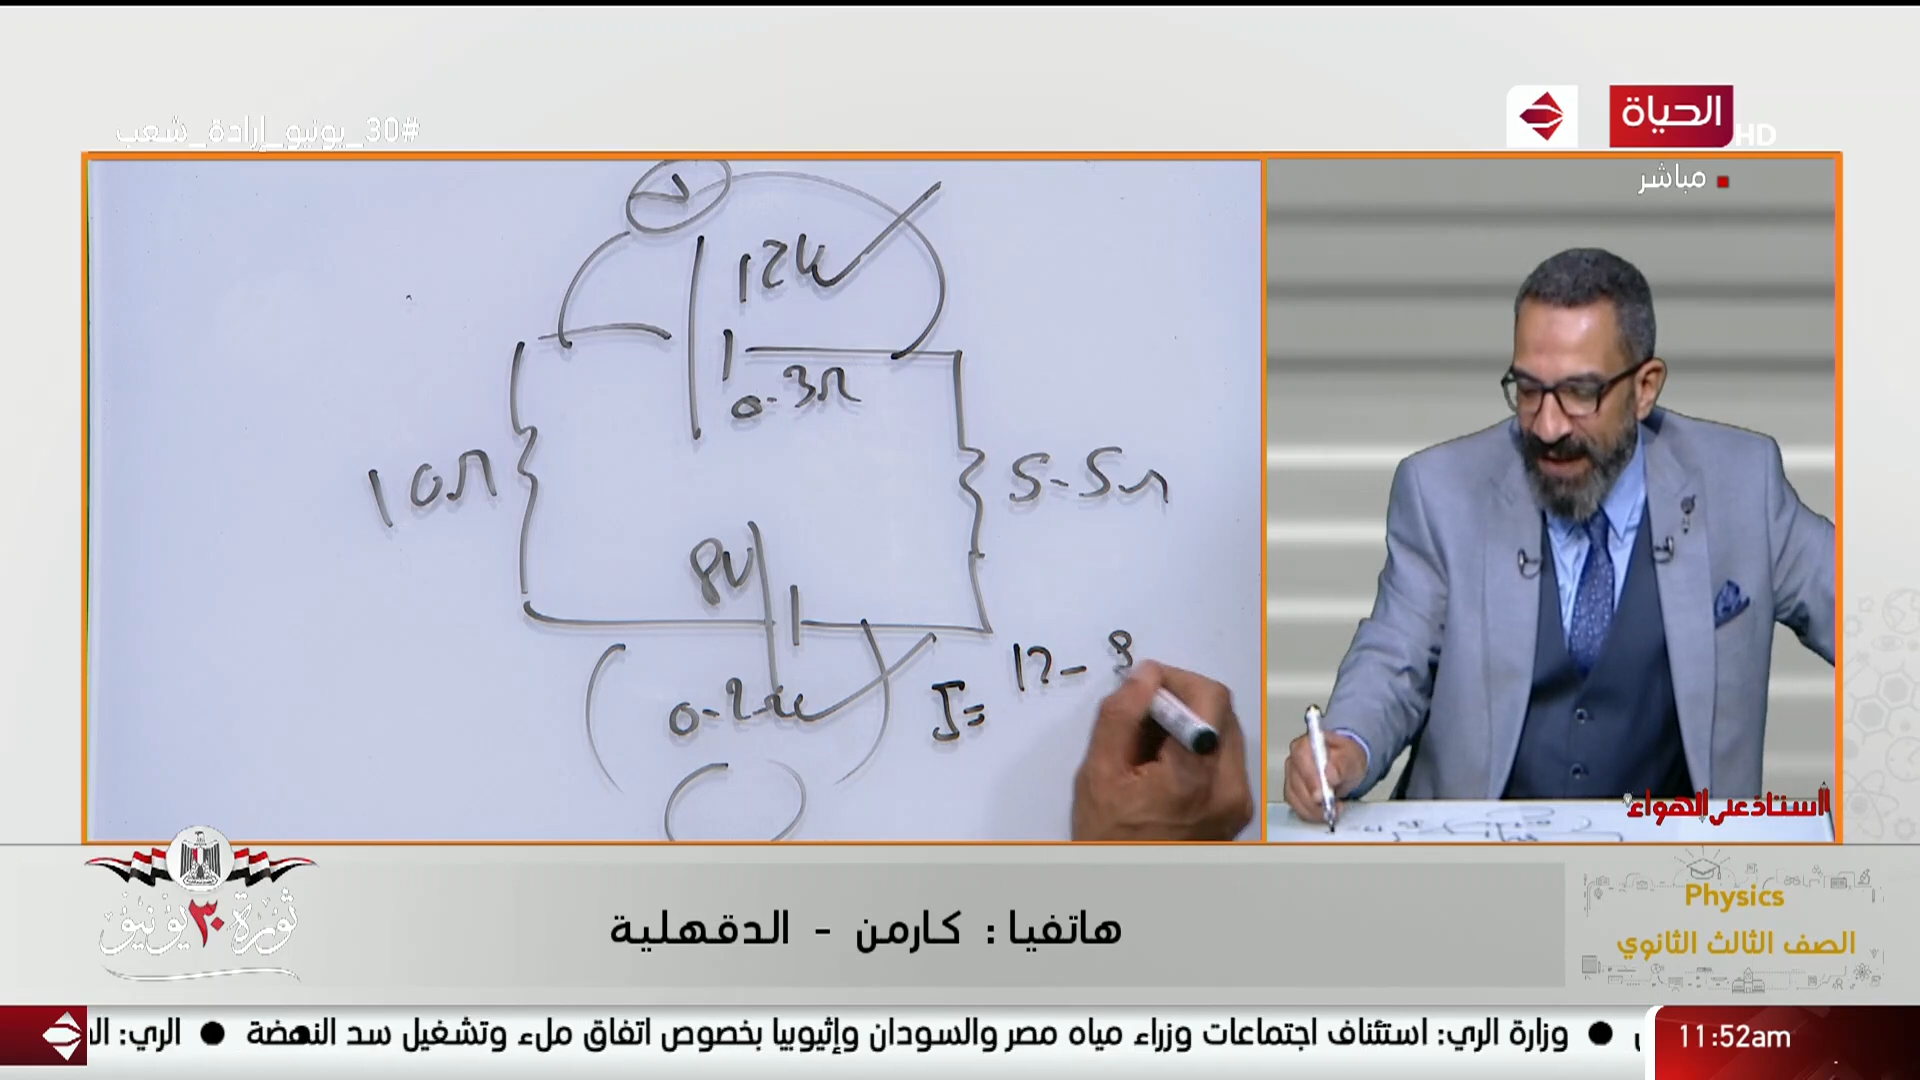 #30_يونيو_إرادة_شعب
الحياة
HD
مباشر
V
12V
0.3Ω
10Ω
5.5Ω
8V
0.2Ω
I= 12- 8
أستاذ على الهواء
ثورة ٣٠ يونيو
هاتفيا : كارمن - الدقهلية
Physics
الصف الثالث الثانوي
وزارة الري: استئناف اجتماعات وزراء مياه مصر والسودان وإثيوبيا بخصوص اتفاق ملء وتشغيل سد النهضة ● الري:
11:52am